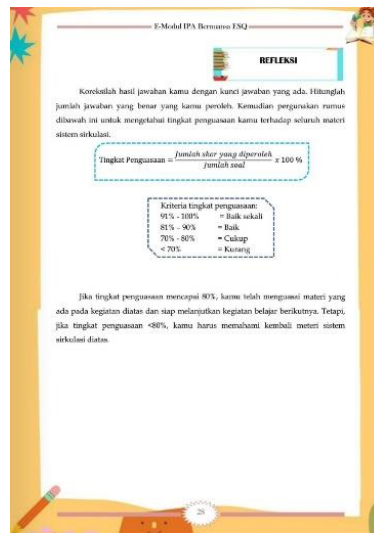 E-Modul IPA Bermuatan ESQ
REFLEKSI
Koreksilah hasil jawaban kamu dengan kunci jawaban yang ada. Hitunglah
jumlah jawaban yang benar yang kamu peroleh. Kemudian pergunakan rumus
dibawah ini untuk mengetahui tingkat penguasaan kamu terhadap seluruh materi
sistem sirkulasi.
Tingkat Penguasaan = Jumlah skor yang diperoleh / jumlah soal x 100 %
Kriteria tingkat penguasaan:
91% - 100% = Baik sekali
81% - 90% = Baik
70% - 80% = Cukup
< 70% = Kurang
Jika tingkat penguasaan mencapai 80%, kamu telah menguasai materi yang
ada pada kegiatan diatas dan siap melanjutkan kegiatan belajar berikutnya. Tetapi,
jika tingkat penguasaan <80%, kamu harus memahami kembali meteri sistem
sirkulasi diatas.